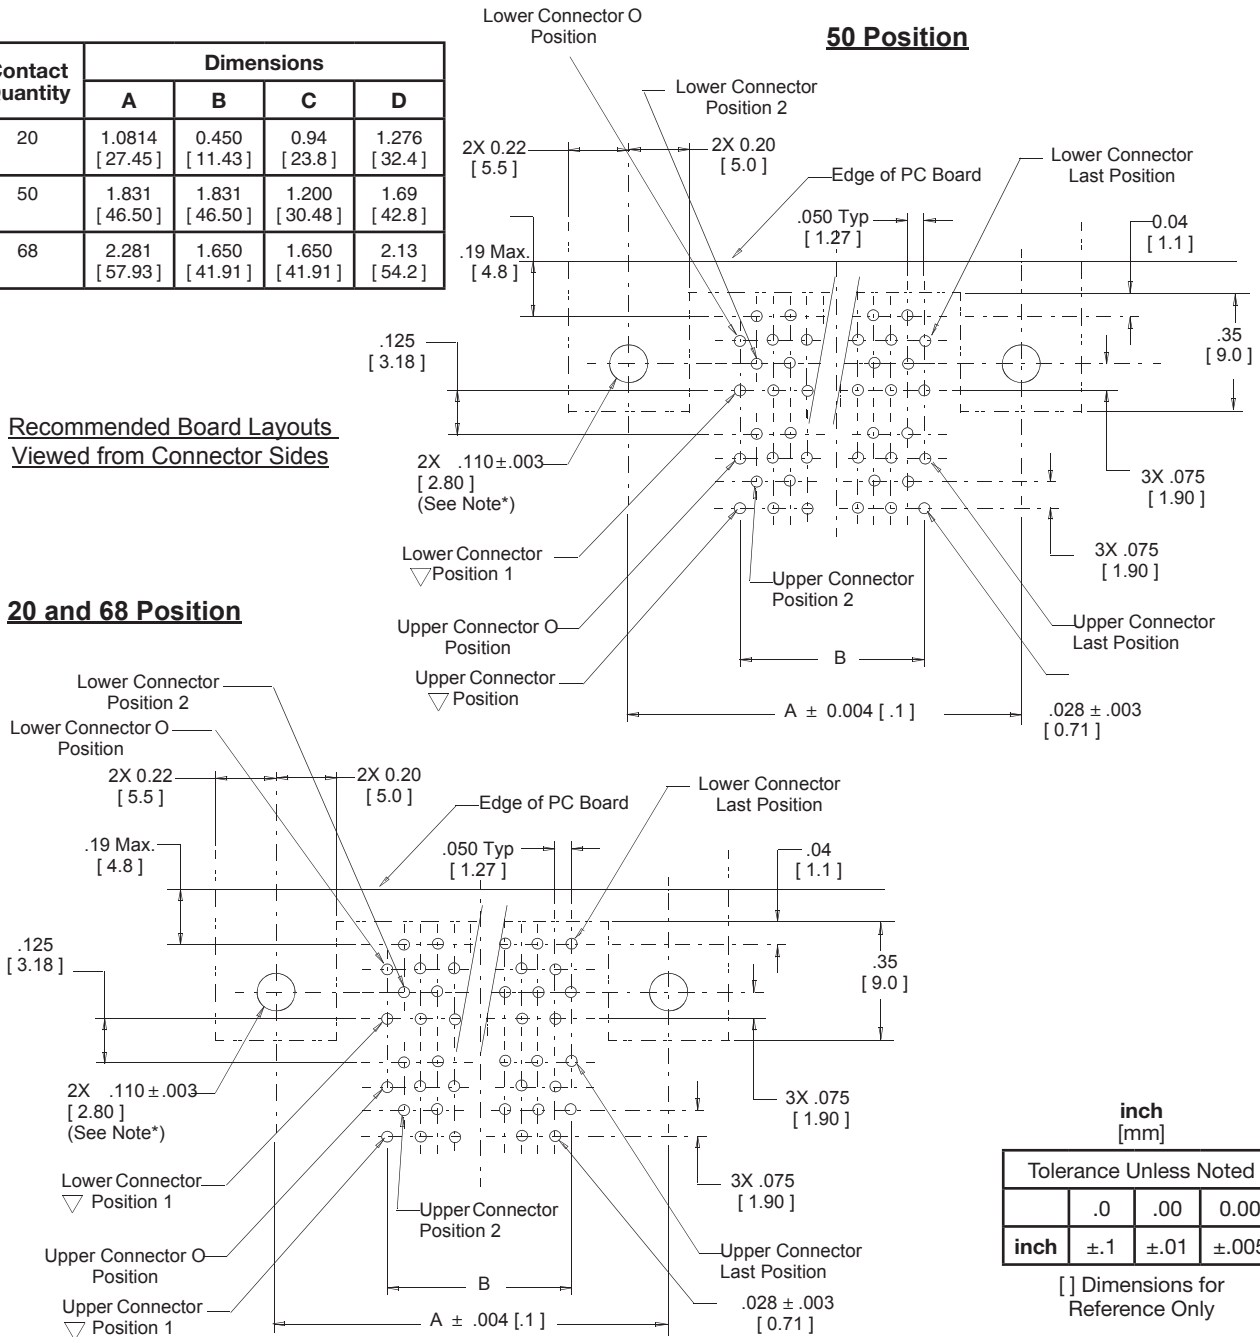 Contact
Quantity
Dimensions
A
B
C
D
20
1.0814
[ 27.45 ]
0.450
[ 11.43 ]
0.94
[ 23.8 ]
1.276
[ 32.4 ]
50
1.831
[ 46.50 ]
1.831
[ 46.50 ]
1.200
[ 30.48 ]
1.69
[ 42.8 ]
68
2.281
[ 57.93 ]
1.650
[ 41.91 ]
1.650
[ 41.91 ]
2.13
[ 54.2 ]
50 Position
Lower Connector O
Position
Lower Connector
Position 2
2X 0.22
[ 5.5 ]
2X 0.20
[ 5.0 ]
Edge of PC Board
Lower Connector
Last Position
.050 Typ
[ 1.27 ]
0.04
[ 1.1 ]
.19 Max.
[ 4.8 ]
.125
[ 3.18 ]
.35
[ 9.0 ]
2X .110±.003
[ 2.80 ]
(See Note*)
3X .075
[ 1.90 ]
Lower Connector
▽Position 1
3X .075
[ 1.90 ]
Upper Connector
Position 2
Upper Connector O
Position
Upper Connector
Last Position
B
Upper Connector
▽ Position
A ± 0.004 [ .1 ]
.028 ± .003
[ 0.71 ]
Recommended Board Layouts
Viewed from Connector Sides
20 and 68 Position
Lower Connector
Position 2
Lower Connector O
Position
2X 0.22
[ 5.5 ]
2X 0.20
[ 5.0 ]
Edge of PC Board
Lower Connector
Last Position
.19 Max.
[ 4.8 ]
.050 Typ
[ 1.27 ]
.04
[ 1.1 ]
.125
[ 3.18 ]
.35
[ 9.0 ]
2X .110±.003
[ 2.80 ]
(See Note*)
3X .075
[ 1.90 ]
Lower Connector
▽ Position 1
3X .075
[ 1.90 ]
Upper Connector
Position 2
Upper Connector O
Position
Upper Connector
Last Position
B
Upper Connector
▽ Position 1
A ± .004 [.1 ]
.028 ± .003
[ 0.71 ]
inch
[mm]
Tolerance Unless Noted
.0
.00
0.00
inch
±.1
±.01
±.005
[ ] Dimensions for
Reference Only